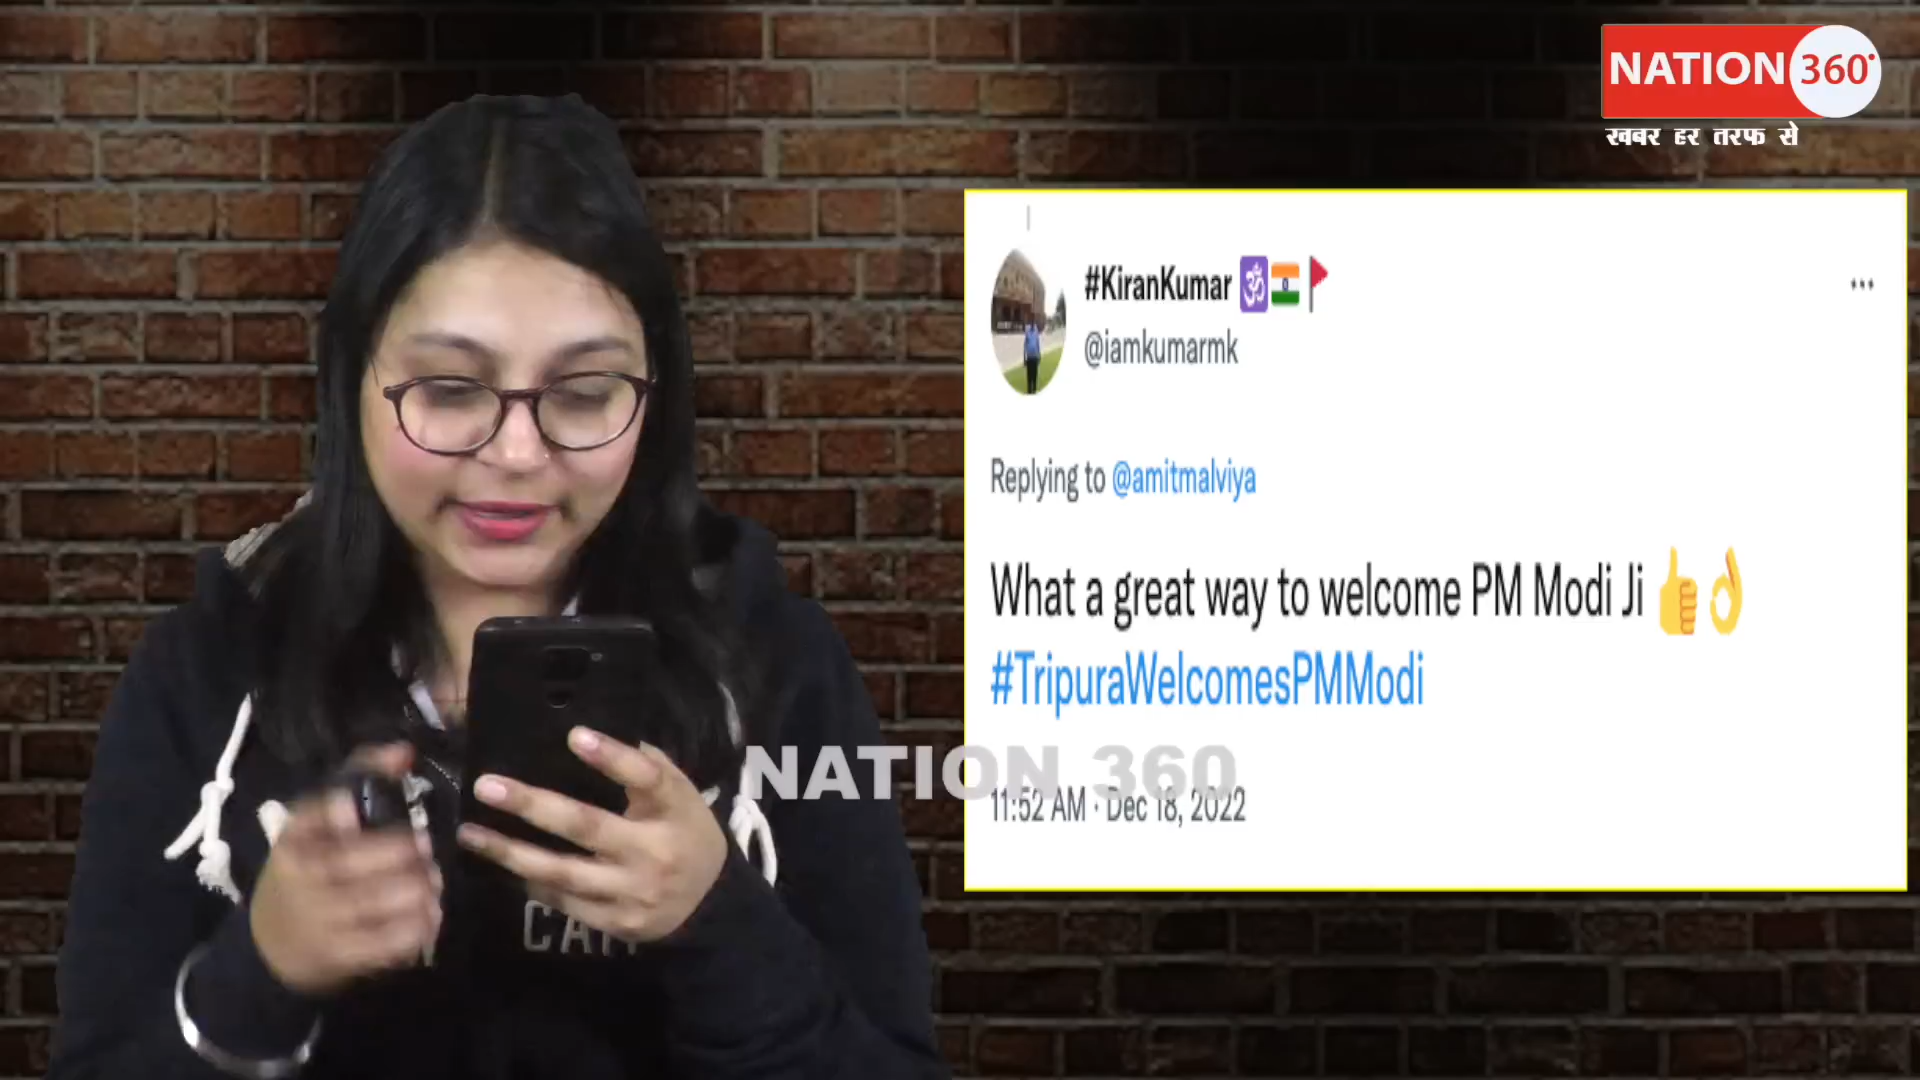 NATION 360°
खबर हर तरफ से
#KiranKumar 🕉🇮🇳🚩
@iamkumarmk
Replying to @amitmalviya
What a great way to welcome PM Modi Ji 👍👌
#TripuraWelcomesPMModi
NATION 360
11:52 AM · Dec 18, 2022